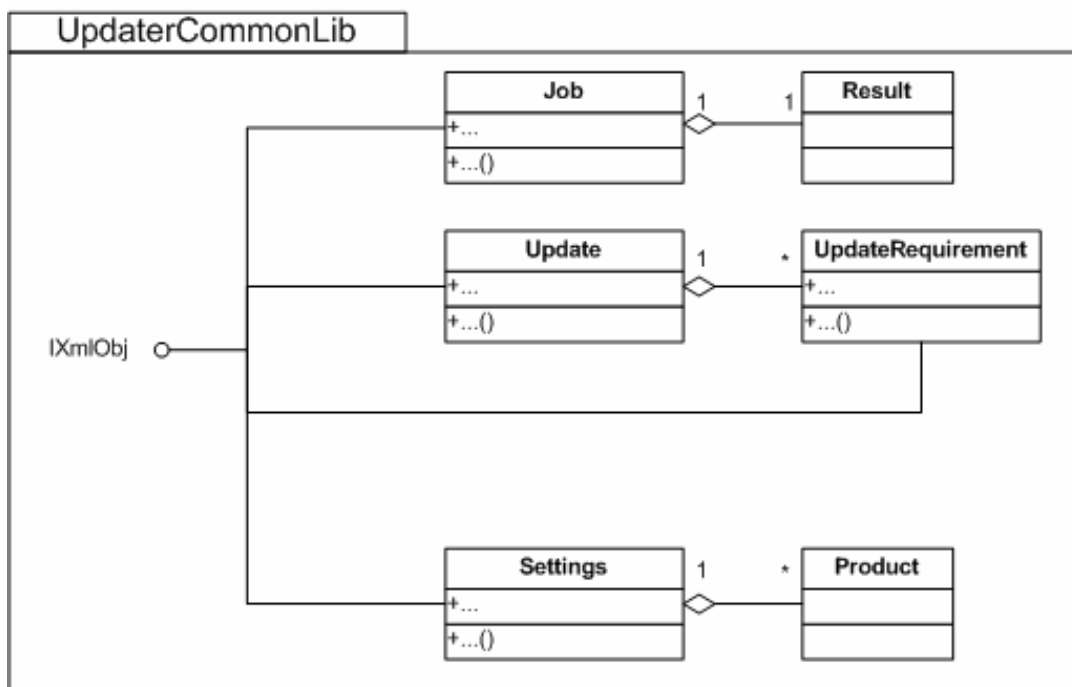 UpdaterCommonLib
Job
+...
+...()
1
1
Result
Update
+...
+...()
1
*
UpdateRequirement
+...
+...()
IXmlObj
Settings
+...
+...()
1
*
Product